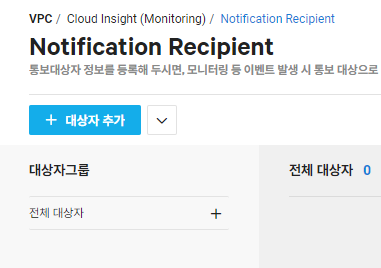 VPC / Cloud Insight (Monitoring) / Notification Recipient
Notification Recipient
통보대상자 정보를 등록해 두시면, 모니터링 등 이벤트 발생 시 통보 대상으로
+ 대상자 추가
대상자그룹
전체 대상자 0
전체 대상자 +